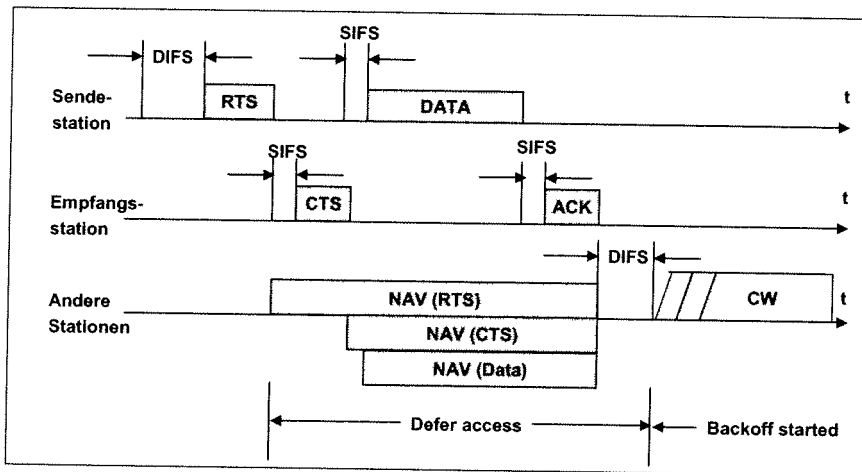 SIFS
DIFS
RTS
DATA
t
Sende-
station
SIFS
SIFS
CTS
ACK
t
Empfangs-
station
DIFS
NAV (RTS)
CW
t
Andere
Stationen
NAV (CTS)
NAV (Data)
Defer access
Backoff started